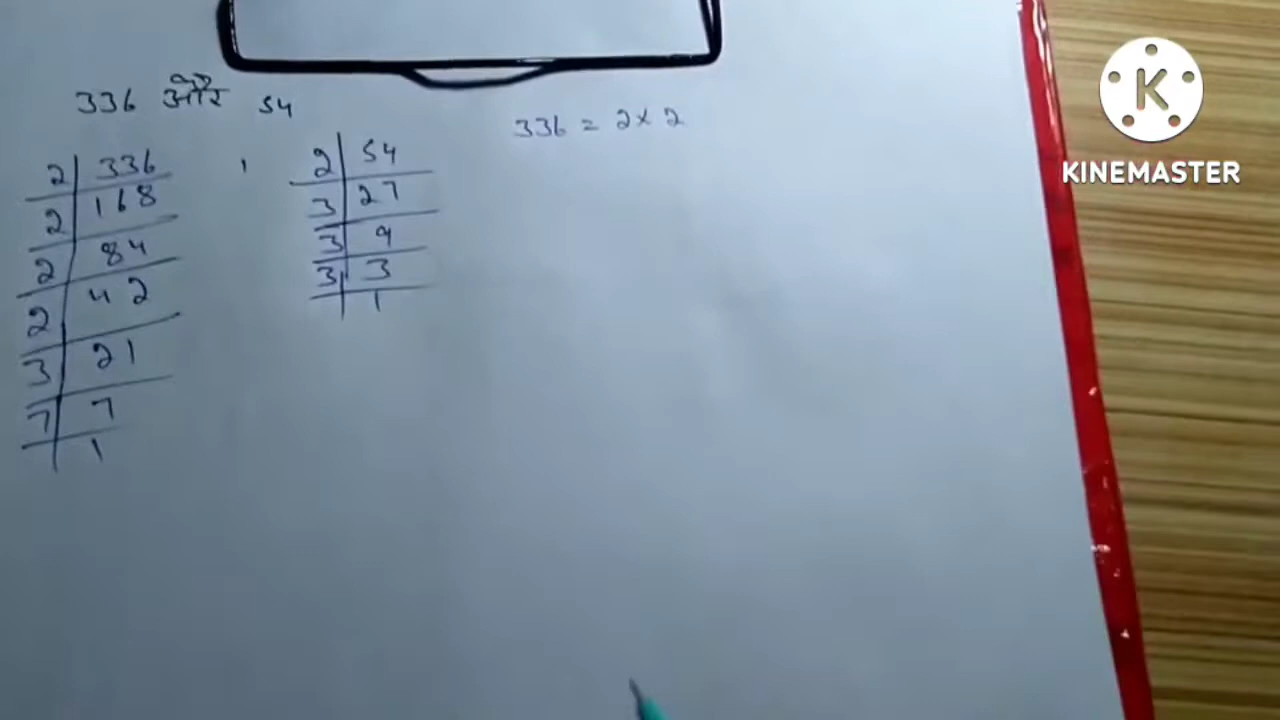 336 और 54
336 = 2 × 2
2 | 336
2 | 168
2 | 84
2 | 42
3 | 21
7 | 7
1
2 | 54
3 | 27
3 | 9
3 | 3
1
K
KINEMASTER